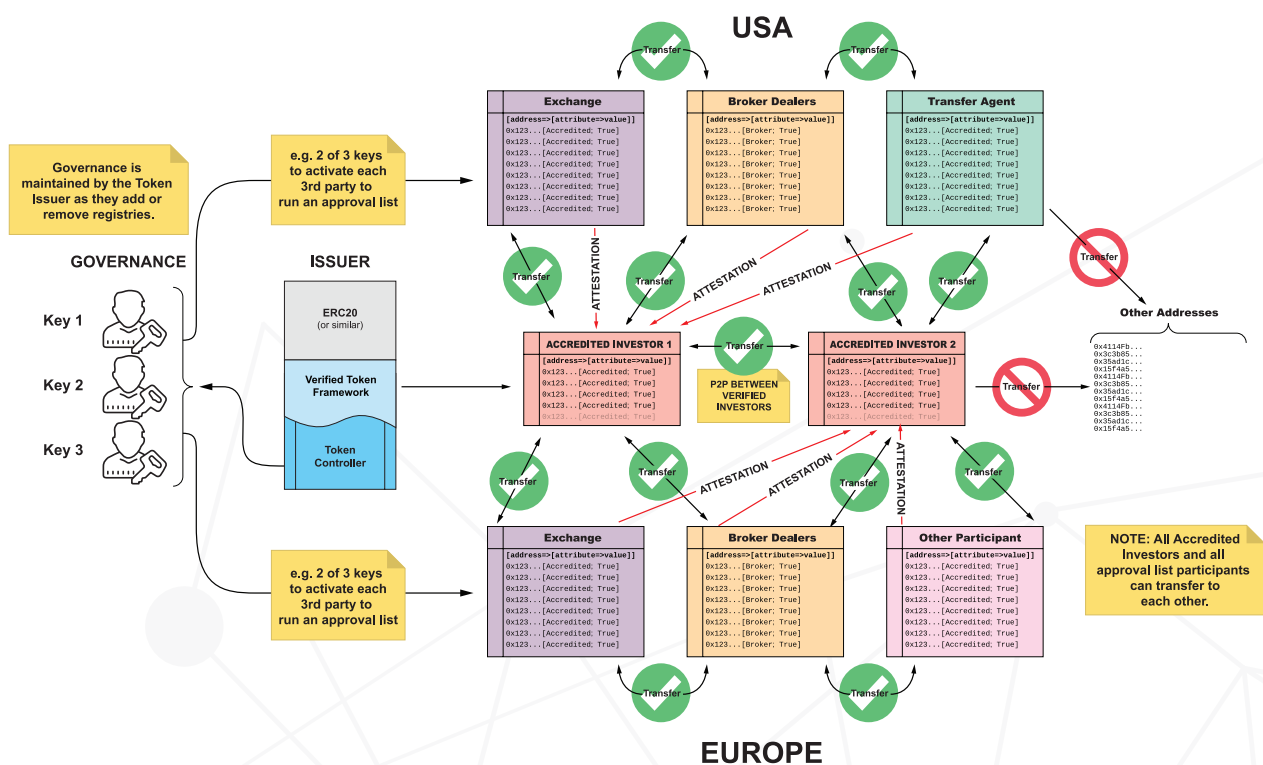 USA
Transfer
Transfer
Exchange
[address=>[attribute=>value]]
0x123...[Accredited; True]
0x123...[Accredited; True]
0x123...[Accredited; True]
0x123...[Accredited; True]
0x123...[Accredited; True]
0x123...[Accredited; True]
0x123...[Accredited; True]
0x123...[Accredited; True]
Broker Dealers
[address=>[attribute=>value]]
0x123...[Broker; True]
0x123...[Broker; True]
0x123...[Broker; True]
0x123...[Broker; True]
0x123...[Broker; True]
0x123...[Broker; True]
0x123...[Broker; True]
0x123...[Broker; True]
Transfer Agent
[address=>[attribute=>value]]
0x123...[Accredited; True]
0x123...[Accredited; True]
0x123...[Accredited; True]
0x123...[Accredited; True]
0x123...[Accredited; True]
0x123...[Accredited; True]
0x123...[Accredited; True]
0x123...[Accredited; True]
Governance is
maintained by the Token
Issuer as they add or
remove registries.
e.g. 2 of 3 keys
to activate each
3rd party to
run an approval list
GOVERNANCE
Key 1
Key 2
Key 3
ISSUER
ERC20
(or similar)
Verified Token
Framework
Token
Controller
Transfer
ATTESTATION
Transfer
ATTESTATION
ATTESTATION
Transfer
Transfer
Transfer
Other Addresses
0x4114Fb...
0x3c3b85...
0x35ad1c...
0x15f4a5...
0x4114Fb...
0x3c3b85...
0x35ad1c...
0x15f4a5...
0x4114Fb...
0x3c3b85...
0x35ad1c...
0x15f4a5...
ACCREDITED INVESTOR 1
[address=>[attribute=>value]]
0x123...[Accredited; True]
0x123...[Accredited; True]
0x123...[Accredited; True]
0x123...[Accredited; True]
0x123...[Accredited; True]
Transfer
P2P BETWEEN
VERIFIED
INVESTORS
ACCREDITED INVESTOR 2
[address=>[attribute=>value]]
0x123...[Accredited; True]
0x123...[Accredited; True]
0x123...[Accredited; True]
0x123...[Accredited; True]
0x123...[Accredited; True]
Transfer
Transfer
Transfer
ATTESTATION
ATTESTATION
Transfer
ATTESTATION
Transfer
e.g. 2 of 3 keys
to activate each
3rd party to
run an approval list
Exchange
[address=>[attribute=>value]]
0x123...[Accredited; True]
0x123...[Accredited; True]
0x123...[Accredited; True]
0x123...[Accredited; True]
0x123...[Accredited; True]
0x123...[Accredited; True]
0x123...[Accredited; True]
0x123...[Accredited; True]
Broker Dealers
[address=>[attribute=>value]]
0x123...[Broker; True]
0x123...[Broker; True]
0x123...[Broker; True]
0x123...[Broker; True]
0x123...[Broker; True]
0x123...[Broker; True]
0x123...[Broker; True]
0x123...[Broker; True]
Other Participant
[address=>[attribute=>value]]
0x123...[Accredited; True]
0x123...[Accredited; True]
0x123...[Accredited; True]
0x123...[Accredited; True]
0x123...[Accredited; True]
0x123...[Accredited; True]
0x123...[Accredited; True]
0x123...[Accredited; True]
NOTE: All Accredited
Investors and all
approval list participants
can transfer to
each other.
Transfer
Transfer
EUROPE